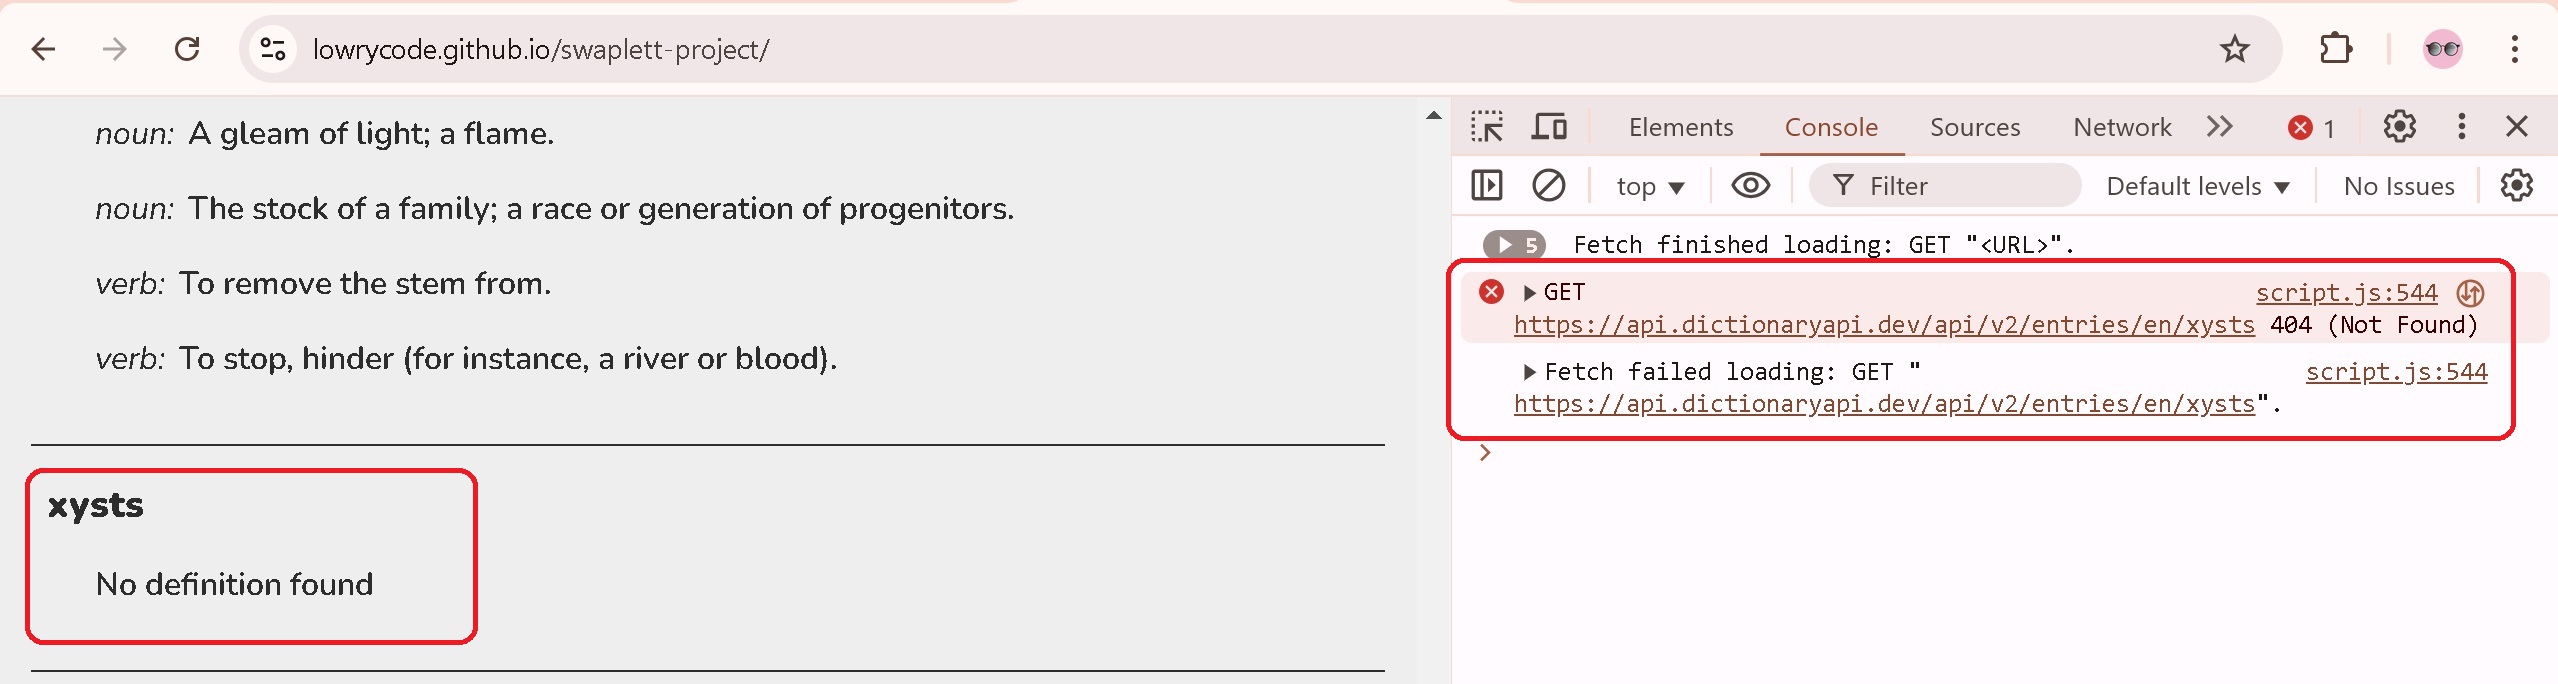 lowrycode.github.io/swaplett-project/
noun: A gleam of light; a flame.
noun: The stock of a family; a race or generation of progenitors.
verb: To remove the stem from.
verb: To stop, hinder (for instance, a river or blood).
xysts
No definition found
Elements Console Sources Network 1
top Filter Default levels No Issues
5 Fetch finished loading: GET "<URL>".
GET script.js:544
https://api.dictionaryapi.dev/api/v2/entries/en/xysts 404 (Not Found)
Fetch failed loading: GET " script.js:544
https://api.dictionaryapi.dev/api/v2/entries/en/xysts".